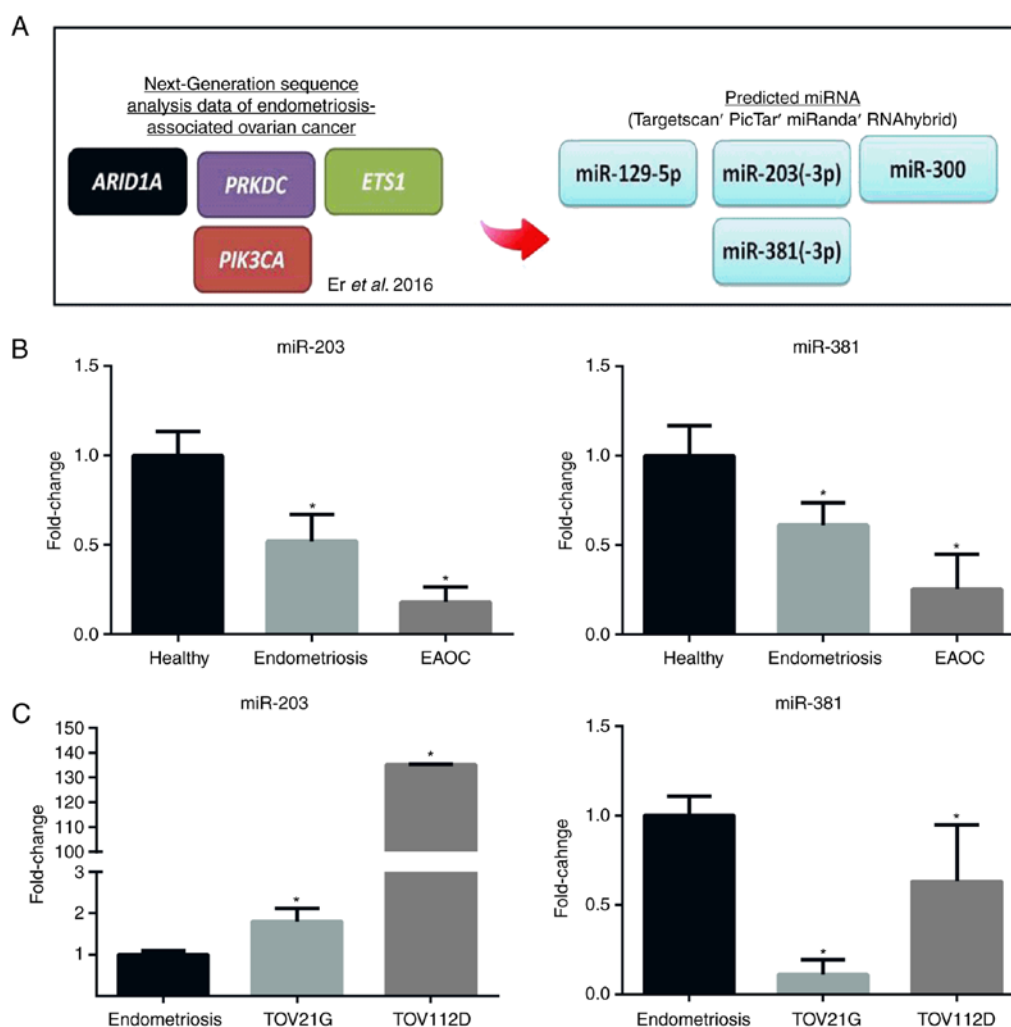 A
Next-Generation sequence
analysis data of endometriosis-
associated ovarian cancer
ARID1A
PRKDC
ETS1
PIK3CA
Er et al. 2016
Predicted miRNA
(Targetscan' PicTar' miRanda' RNAhybrid)
miR-129-5p
miR-203(-3p)
miR-300
miR-381(-3p)
B
miR-203
Fold-change
1.5
1.0
0.5
0.0
*
*
Healthy
Endometriosis
EAOC
miR-381
Fold-change
1.5
1.0
0.5
0.0
*
*
Healthy
Endometriosis
EAOC
C
miR-203
Fold-change
150
140
130
120
110
100
3
2
1
*
*
Endometriosis
TOV21G
TOV112D
miR-381
Fold-cahnge
1.5
1.0
0.5
0.0
*
*
Endometriosis
TOV21G
TOV112D